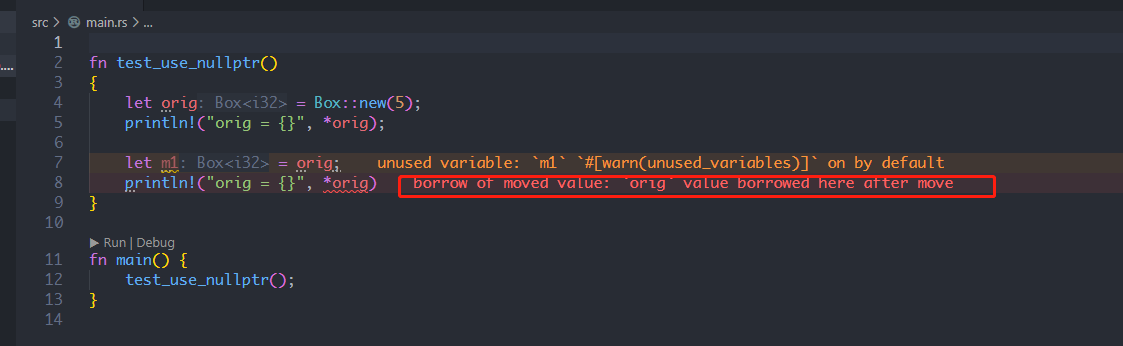 src > main.rs > ...
1
2 fn test_use_nullptr()
3 {
4 let orig: Box<i32> = Box::new(5);
5 println!("orig = {}", *orig);
6
7 let m1: Box<i32> = orig; unused variable: `m1` `#[warn(unused_variables)]` on by default
8 println!("orig = {}", *orig) borrow of moved value: `orig` value borrowed here after move
9 }
10
▶ Run | Debug
11 fn main() {
12 test_use_nullptr();
13 }
14